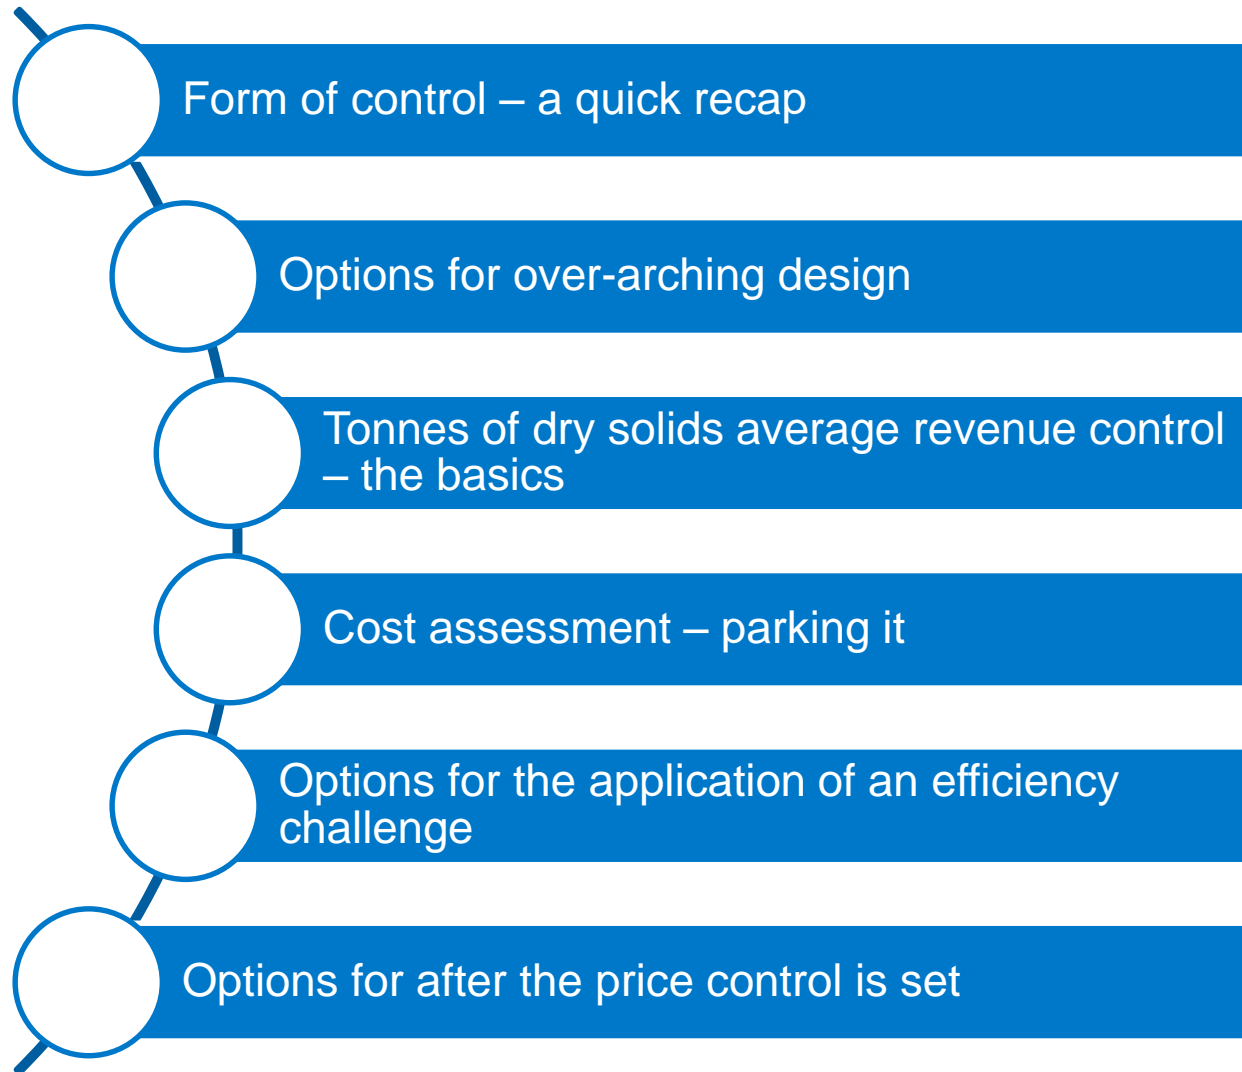 Form of control – a quick recap
Options for over-arching design
Tonnes of dry solids average revenue control
– the basics
Cost assessment – parking it
Options for the application of an efficiency
challenge
Options for after the price control is set